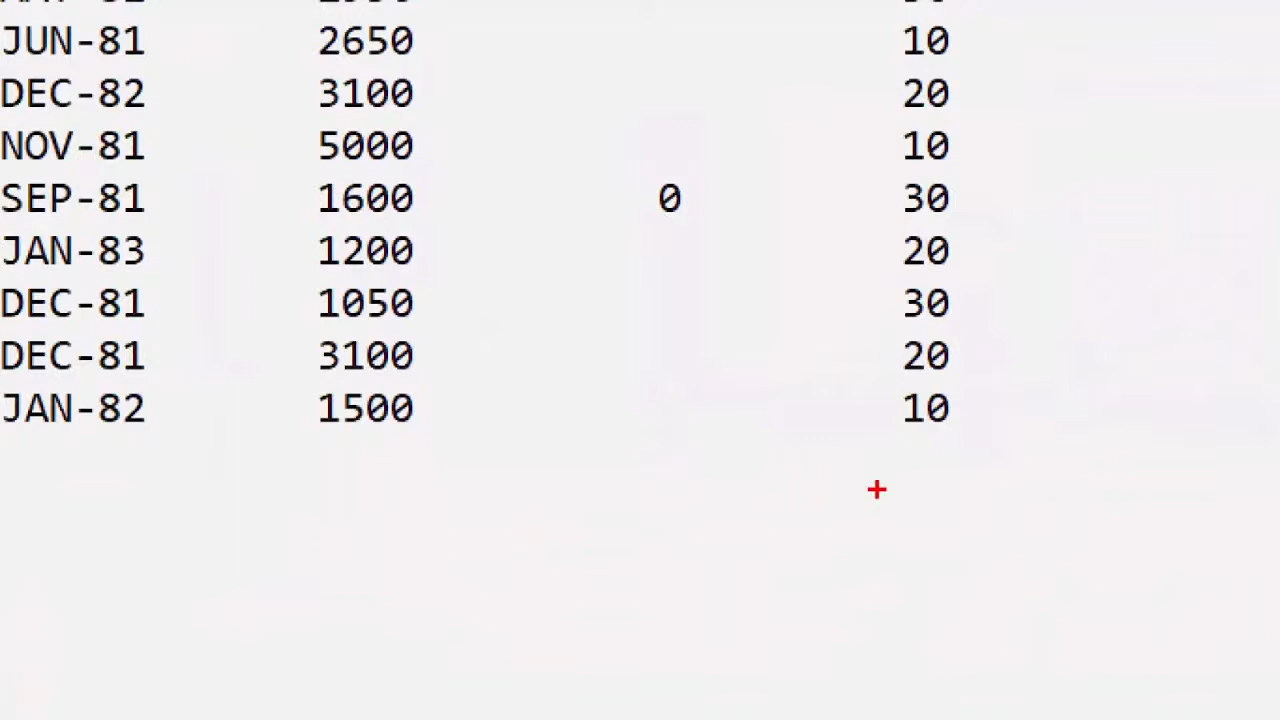 JUN-81 2650 10
DEC-82 3100 20
NOV-81 5000 10
SEP-81 1600 0 30
JAN-83 1200 20
DEC-81 1050 30
DEC-81 3100 20
JAN-82 1500 10